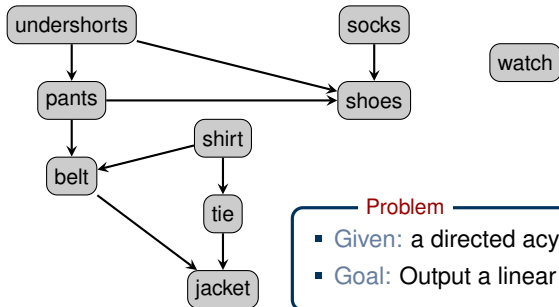 undershorts
socks
watch
pants
shoes
shirt
belt
tie
jacket
Problem
▪ Given: a directed acy
▪ Goal: Output a linear